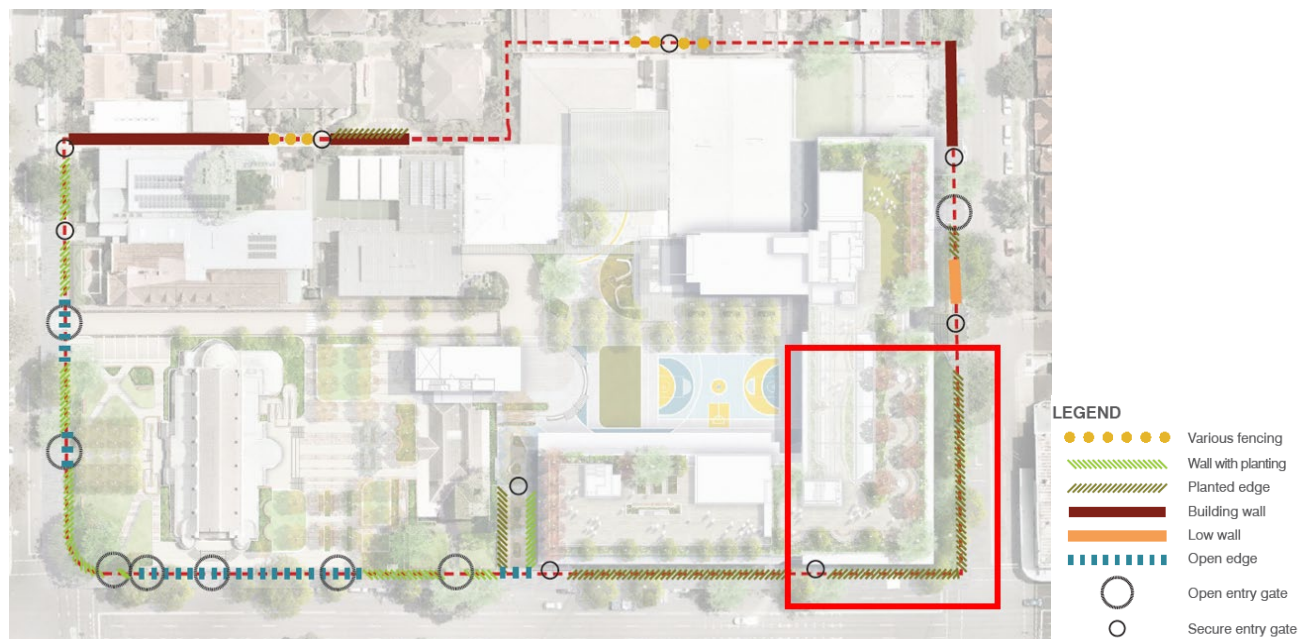 LEGEND
Various fencing
Wall with planting
Planted edge
Building wall
Low wall
Open edge
Open entry gate
Secure entry gate